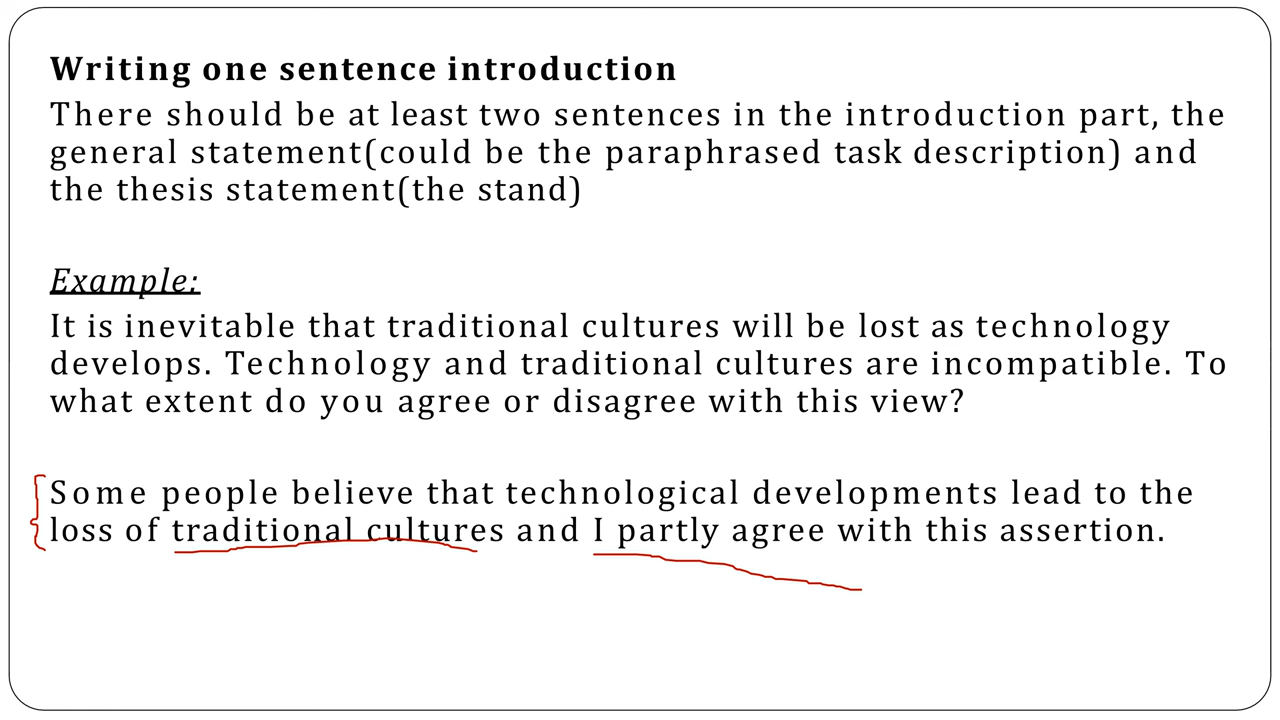 Writing one sentence introduction
There should be at least two sentences in the introduction part, the
general statement(could be the paraphrased task description) and
the thesis statement(the stand)
Example:
It is inevitable that traditional cultures will be lost as technology
develops. Technology and traditional cultures are incompatible. To
what extent do you agree or disagree with this view?
Some people believe that technological developments lead to the
loss of traditional cultures and I partly agree with this assertion.